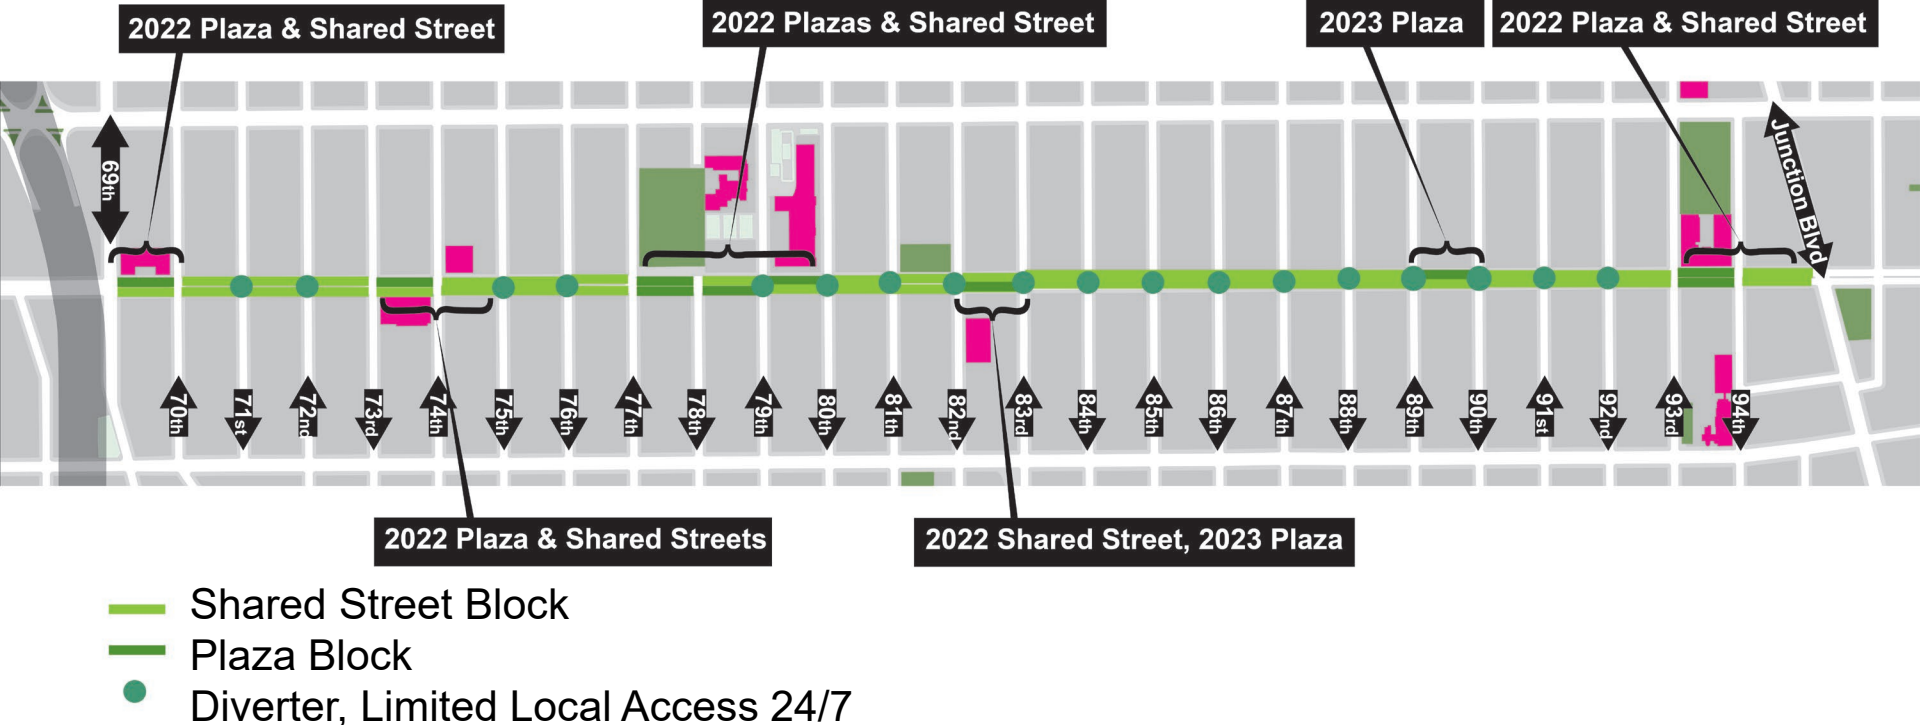 2022 Plaza & Shared Street
2022 Plazas & Shared Street
2023 Plaza
2022 Plaza & Shared Street
69th
Junction Blvd
70th
71st
72nd
73rd
74th
75th
76th
77th
78th
79th
80th
81th
82nd
83rd
84th
85th
86th
87th
88th
89th
90th
91st
92nd
93rd
94th
2022 Plaza & Shared Streets
2022 Shared Street, 2023 Plaza
Shared Street Block
Plaza Block
Diverter, Limited Local Access 24/7